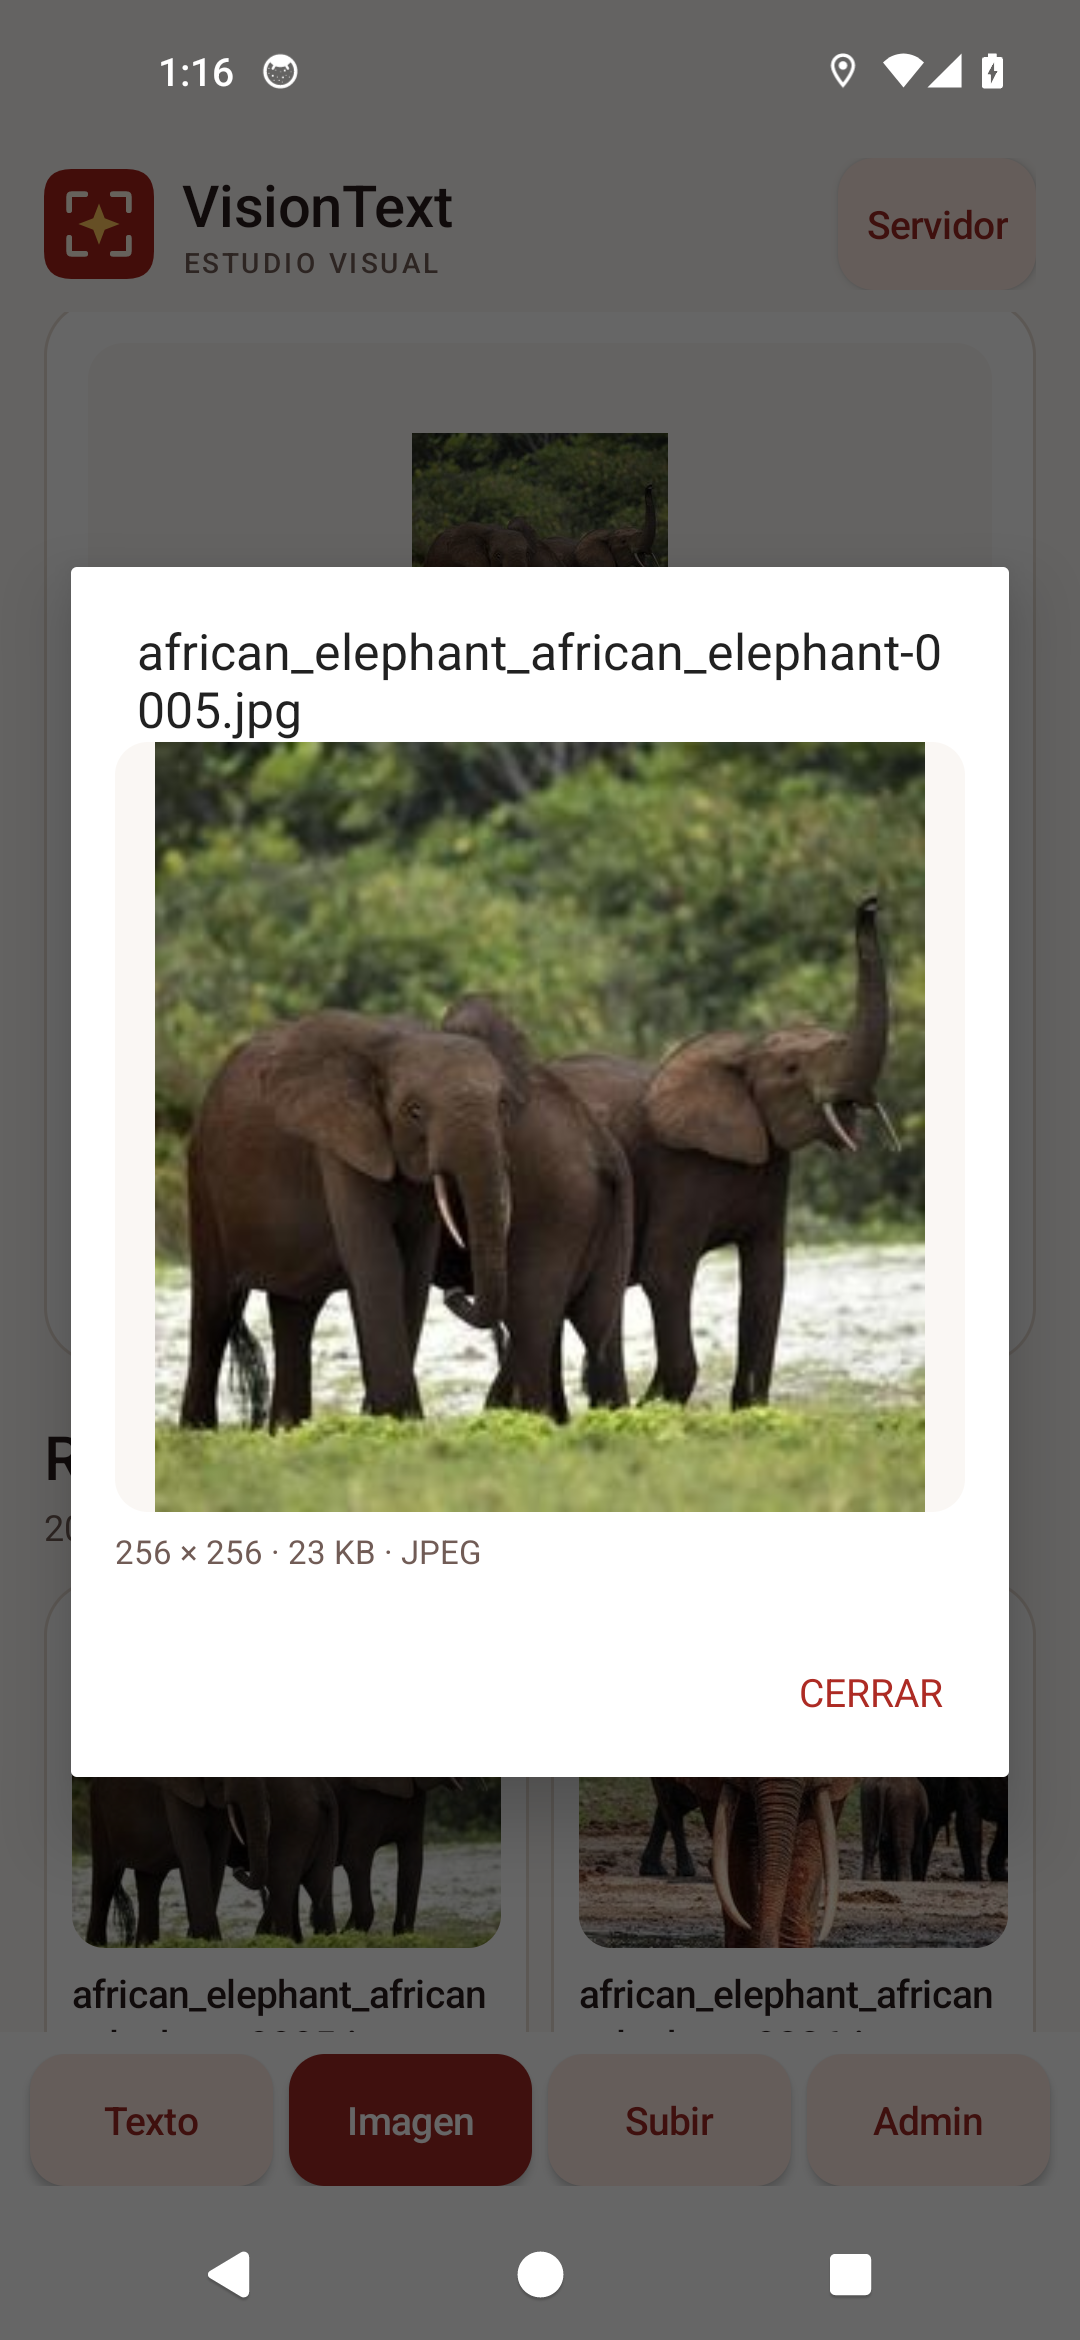 1:16
VisionText
ESTUDIO VISUAL
Servidor
african_elephant_african_elephant-0
005.jpg
256 × 256 · 23 KB · JPEG
CERRAR
african_elephant_african
african_elephant_african
Texto
Imagen
Subir
Admin